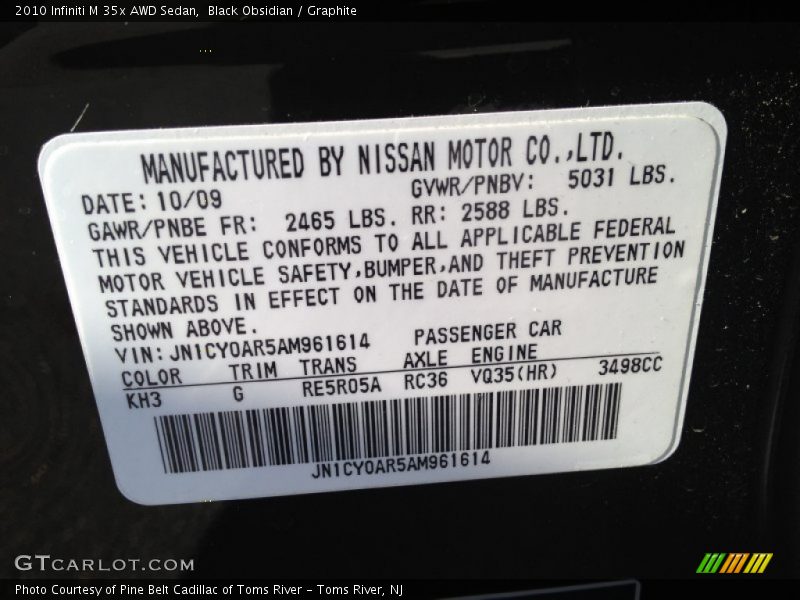 2010 Infiniti M 35x AWD Sedan,  Black Obsidian / Graphite
MANUFACTURED BY NISSAN MOTOR CO.,LTD.
DATE: 10/09 GVWR/PNBV: 5031 LBS.
GAWR/PNBE FR: 2465 LBS. RR: 2588 LBS.
THIS VEHICLE CONFORMS TO ALL APPLICABLE FEDERAL
MOTOR VEHICLE SAFETY,BUMPER,AND THEFT PREVENTION
STANDARDS IN EFFECT ON THE DATE OF MANUFACTURE
SHOWN ABOVE.
VIN: JN1CY0AR5AM961614 PASSENGER CAR
COLOR TRIM TRANS AXLE ENGINE
KH3 G RE5R05A RC36 VQ35(HR) 3498CC
JN1CY0AR5AM961614
GTCARLOT.COM
Photo Courtesy of Pine Belt Cadillac of Toms River – Toms River, NJ